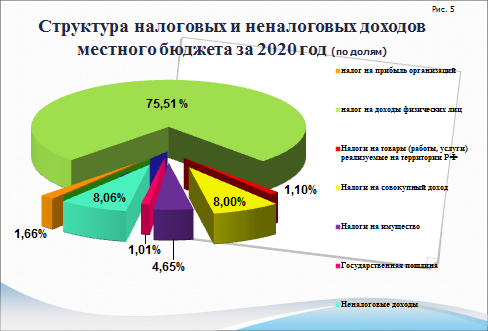 Рис. 5
Структура налоговых и неналоговых доходов
местного бюджета за 2020 год (по долям)
налог на прибыль организаций
75,51%
налог на доходы физических лиц
Налоги на товары (работы, услуги)
реализуемые на территории РФ
1,10%
8,06%
8,00%
Налоги на совокупный доход
1,66%
1,01%
4,65%
Налоги на имущество
Государственная пошлина
Неналоговые доходы